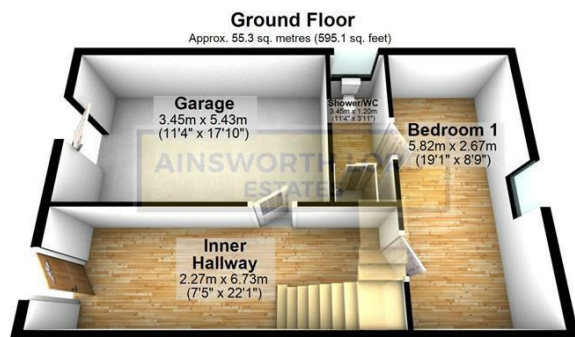 Ground Floor
Approx. 55.3 sq. metres (595.1 sq. feet)
Garage
3.45m x 5.43m
(11'4" x 17'10")
Shower/WC
3.45m x 1.20m
(11'4" x 3'11")
Bedroom 1
5.82m x 2.67m
(19'1" x 8'9")
AINSWORTH LORD
ESTATES
Inner
Hallway
2.27m x 6.73m
(7'5" x 22'1")